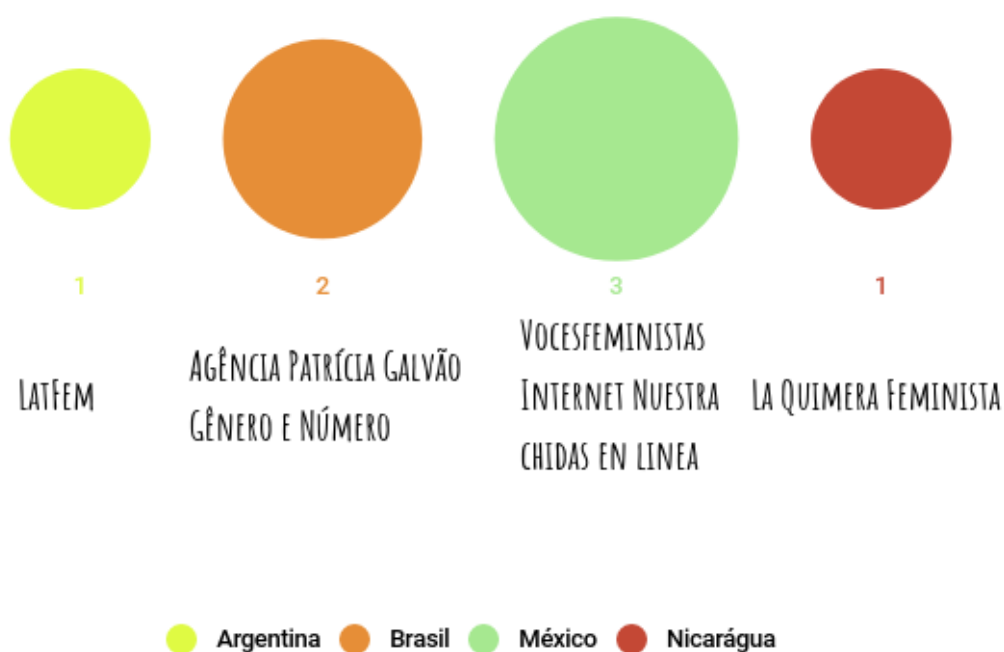 1
2
3
1
LatFem
Agência Patrícia Galvão
Gênero e Número
Vocesfeministas
Internet Nuestra
chidas en linea
La Quimera Feminista
Argentina
Brasil
México
Nicarágua